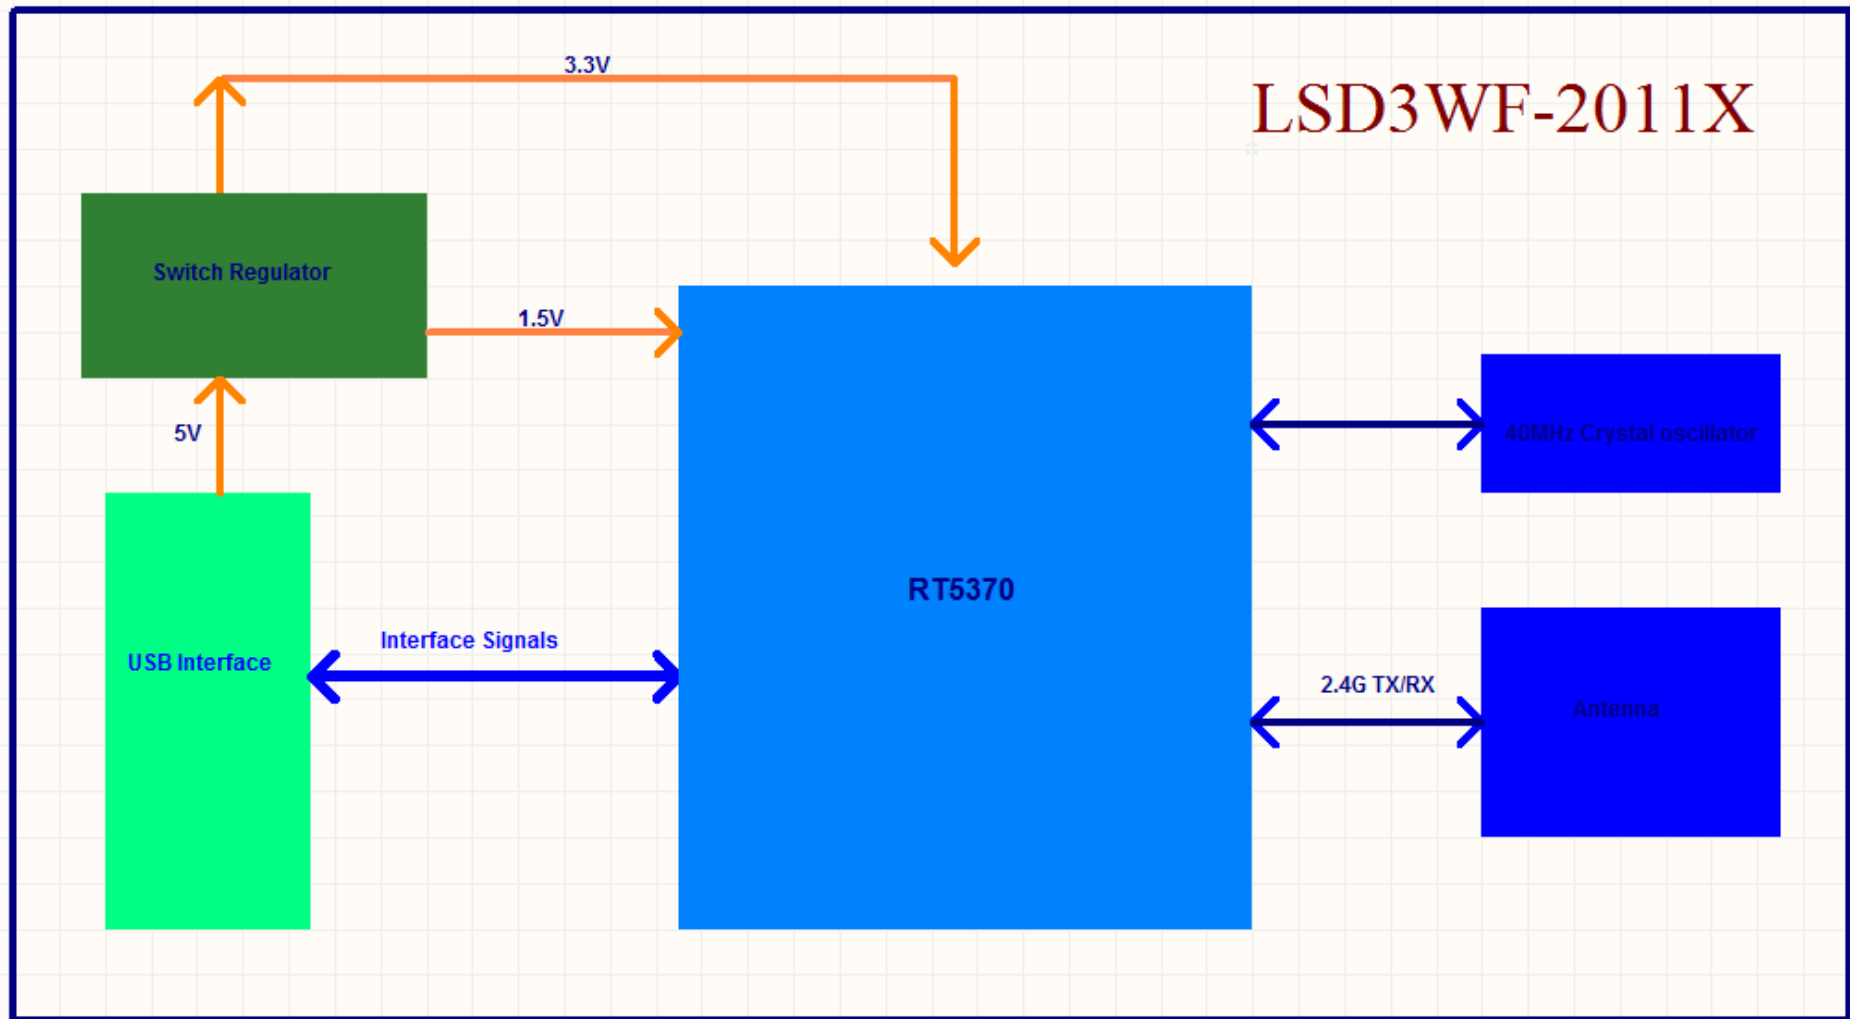 3.3V
LSD3WF-2011X
Switch Regulator
1.5V
5V
40MHz Crystal oscillator
RT5370
Interface Signals
USB Interface
2.4G TX/RX
Antenna